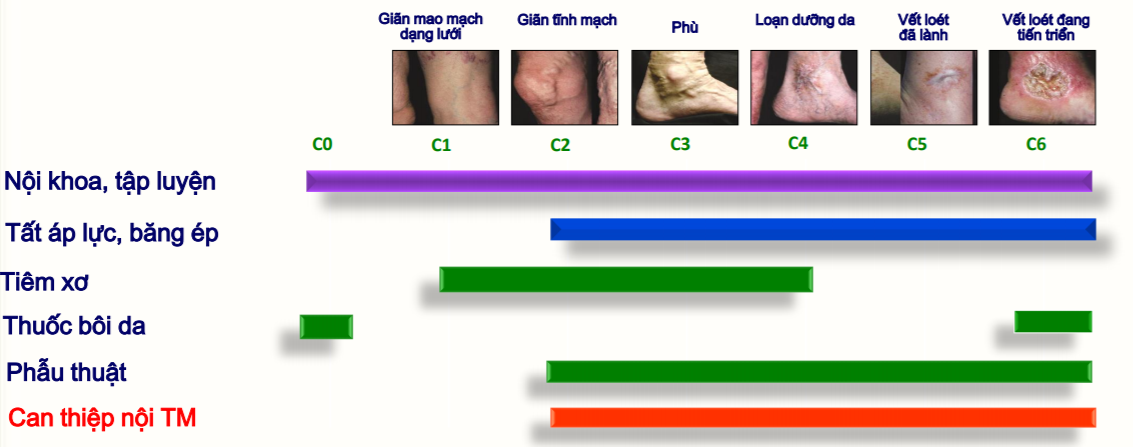 Giãn mao mạch
dạng lưới
Giãn tĩnh mạch
Phù
Loạn dưỡng da
Vết loét
đã lành
Vết loét đang
tiến triển
C0 C1 C2 C3 C4 C5 C6
Nội khoa, tập luyện
Tất áp lực, băng ép
Tiêm xơ
Thuốc bôi da
Phẫu thuật
Can thiệp nội TM